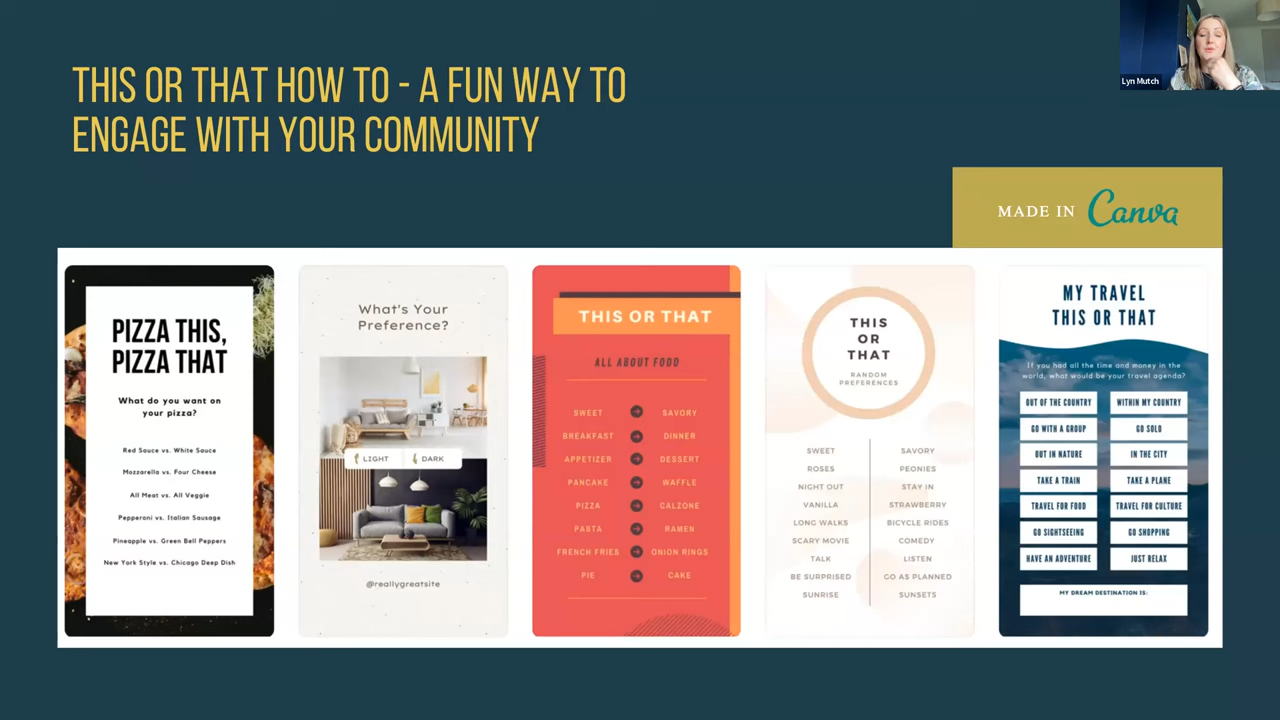 Lyn Mutch
THIS OR THAT HOW TO - A FUN WAY TO
ENGAGE WITH YOUR COMMUNITY
MADE IN Canva
PIZZA THIS,
PIZZA THAT
What do you want on
your pizza?
Red Sauce vs. White Sauce
Mozzarella vs. Four Cheese
All Meat vs. All Veggie
Pepperoni vs. Italian Sausage
Pineapple vs. Green Bell Peppers
New York Style vs. Chicago Deep Dish
What's Your
Preference?
LIGHT DARK
@reallygreatsite
THIS OR THAT
ALL ABOUT FOOD
SWEET SAVORY
BREAKFAST DINNER
APPETIZER DESSERT
PANCAKE WAFFLE
PIZZA CALZONE
PASTA RAMEN
FRENCH FRIES ONION RINGS
PIE CAKE
THIS
OR
THAT
RANDOM
PREFERENCES
SWEET SAVORY
ROSES PEONIES
NIGHT OUT STAY IN
VANILLA STRAWBERRY
LONG WALKS BICYCLE RIDES
SCARY MOVIE COMEDY
TALK LISTEN
BE SURPRISED GO AS PLANNED
SUNRISE SUNSETS
MY TRAVEL
THIS OR THAT
If you had all the time and money in the
world, what would be your travel agenda?
OUT OF THE COUNTRY WITHIN MY COUNTRY
GO WITH A GROUP GO SOLO
OUT IN NATURE IN THE CITY
TAKE A TRAIN TAKE A PLANE
TRAVEL FOR FOOD TRAVEL FOR CULTURE
GO SIGHTSEEING GO SHOPPING
HAVE AN ADVENTURE JUST RELAX
MY DREAM DESTINATION IS: